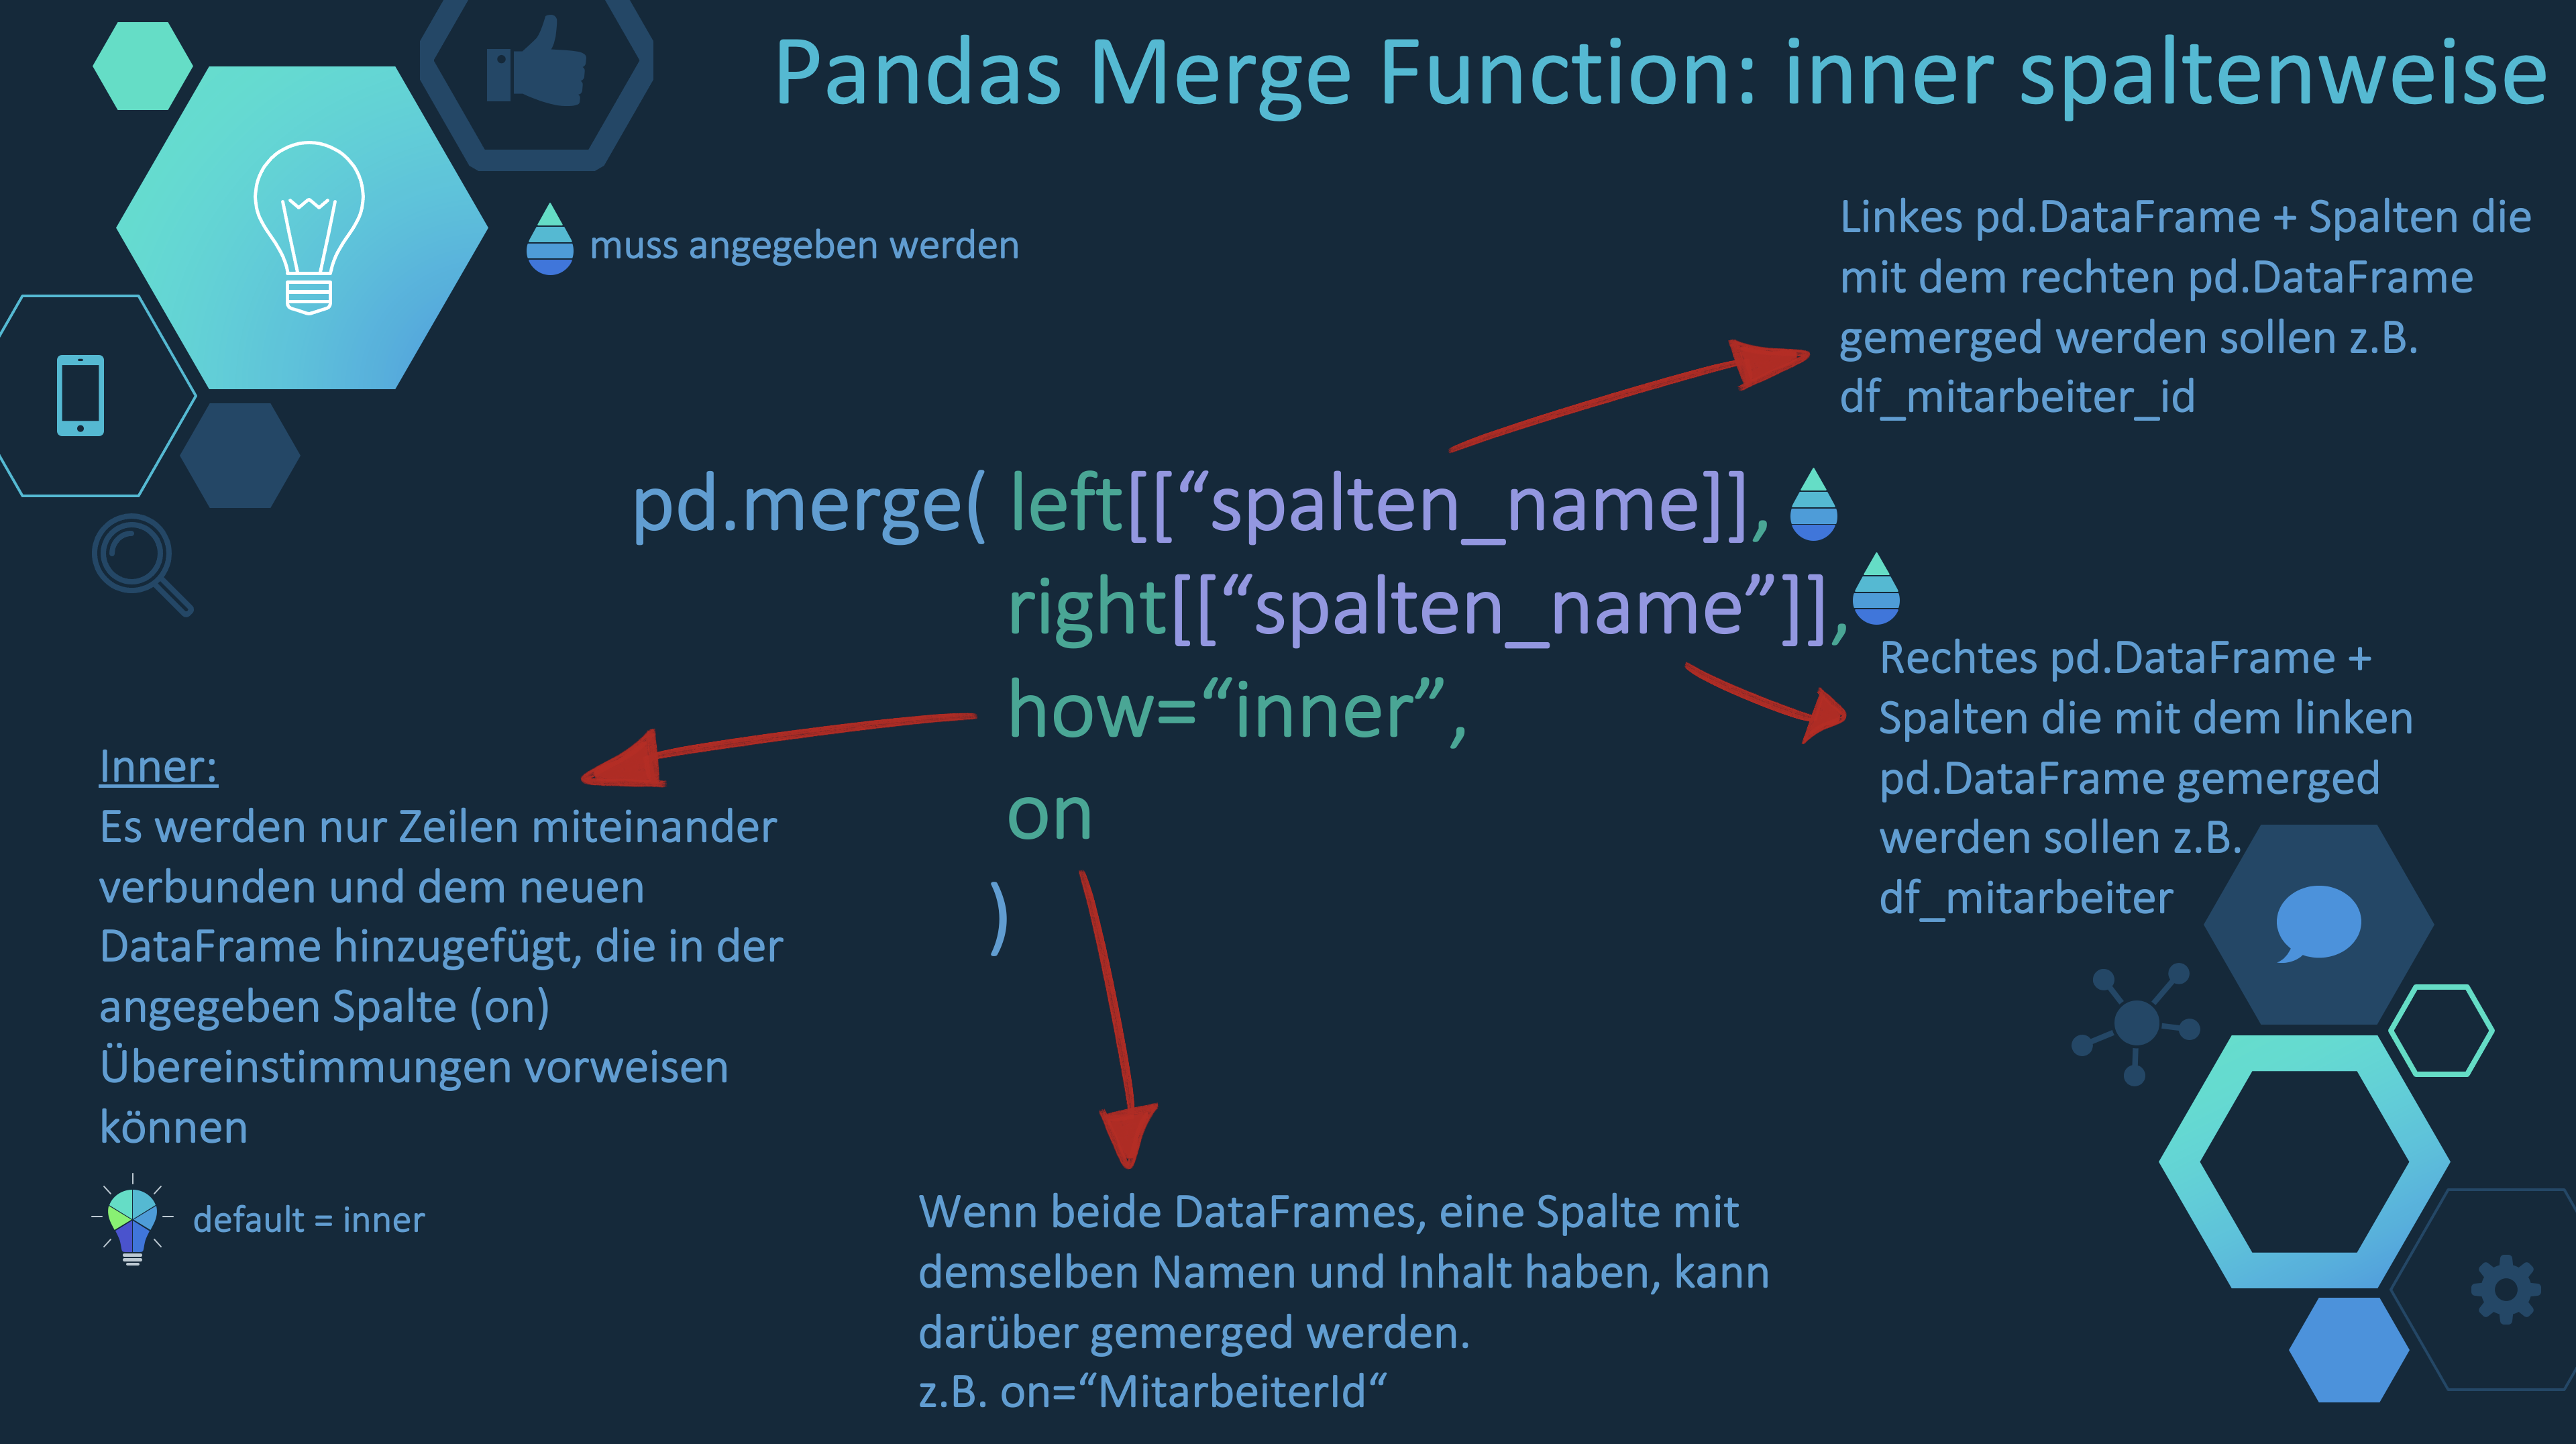 Pandas Merge Function: inner spaltenweise
muss angegeben werden
Linkes pd.DataFrame + Spalten die
mit dem rechten pd.DataFrame
gemerged werden sollen z.B.
df_mitarbeiter_id
pd.merge( left[[“spalten_name]],
right[[“spalten_name”]],
how=“inner”,
on
)
Rechtes pd.DataFrame +
Spalten die mit dem linken
pd.DataFrame gemerged
werden sollen z.B.
df_mitarbeiter
Inner:
Es werden nur Zeilen miteinander
verbunden und dem neuen
DataFrame hinzugefügt, die in der
angegeben Spalte (on)
Übereinstimmungen vorweisen
können
default = inner
Wenn beide DataFrames, eine Spalte mit
demselben Namen und Inhalt haben, kann
darüber gemerged werden.
z.B. on=“MitarbeiterId“